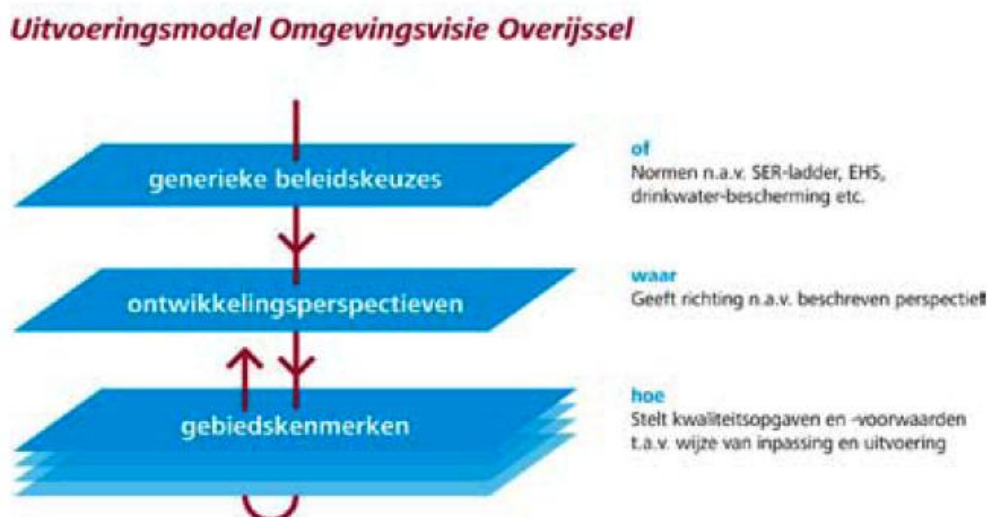 Uitvoeringsmodel Omgevingsvisie Overijssel
generieke beleidskeuzes
of
Normen n.a.v. SER-ladder, EHS,
drinkwater-bescherming etc.
ontwikkelingsperspectieven
waar
Geeft richting n.a.v. beschreven perspectief
gebiedskenmerken
hoe
Stelt kwaliteitsopgaven en -voorwaarden
t.a.v. wijze van inpassing en uitvoering